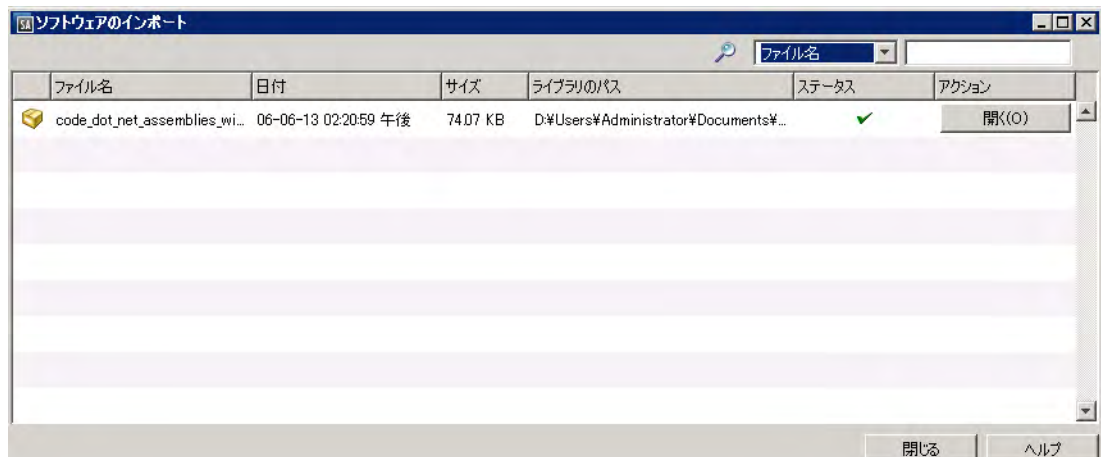 SA ソフトウェアのインポート
ファイル名
ファイル名 日付 サイズ ライブラリのパス ステータス アクション
code_dot_net_assemblies_wi... 06-06-13 02:20:59 午後 74.07 KB D:¥Users¥Administrator¥Documents¥... 開く(O)
閉じる ヘルプ